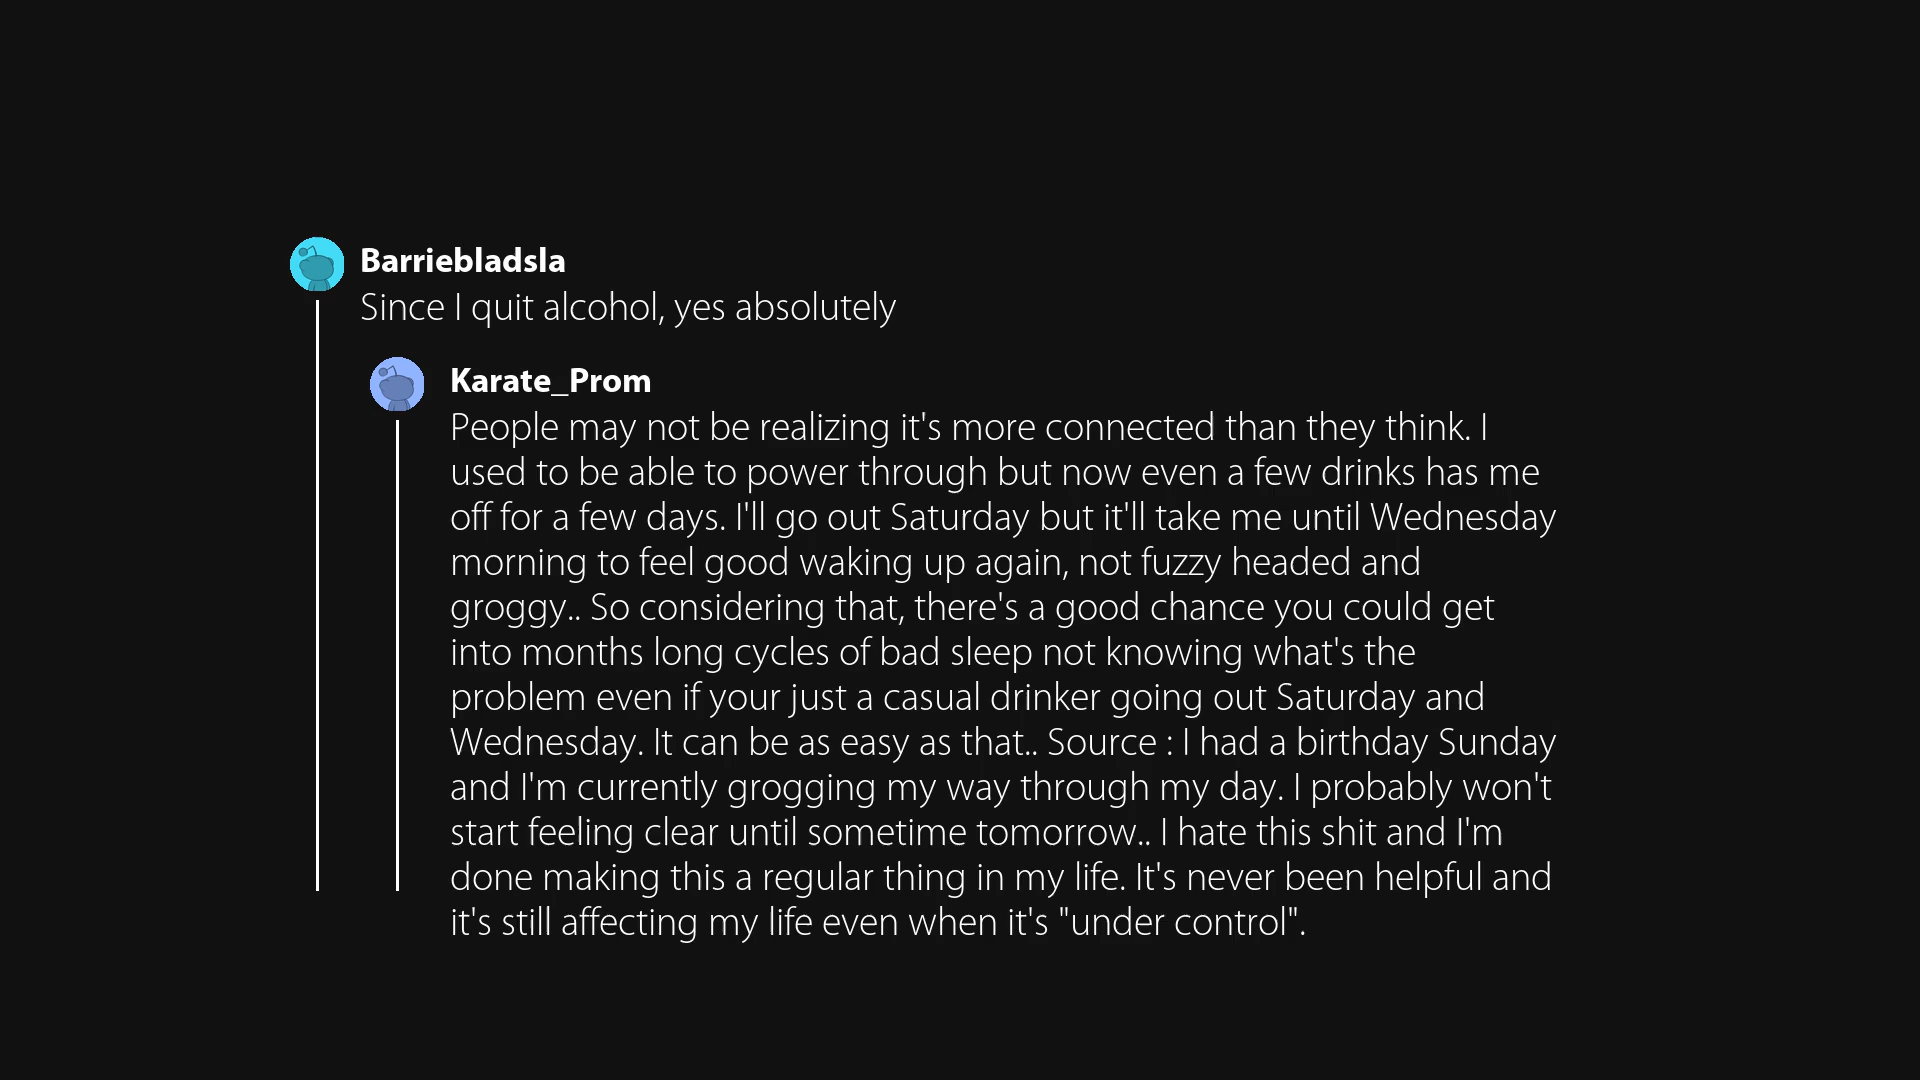 Barriebladsla
Since I quit alcohol, yes absolutely
Karate_Prom
People may not be realizing it's more connected than they think. I
used to be able to power through but now even a few drinks has me
off for a few days. I'll go out Saturday but it'll take me until Wednesday
morning to feel good waking up again, not fuzzy headed and
groggy.. So considering that, there's a good chance you could get
into months long cycles of bad sleep not knowing what's the
problem even if your just a casual drinker going out Saturday and
Wednesday. It can be as easy as that.. Source : I had a birthday Sunday
and I'm currently grogging my way through my day. I probably won't
start feeling clear until sometime tomorrow.. I hate this shit and I'm
done making this a regular thing in my life. It's never been helpful and
it's still affecting my life even when it's "under control".